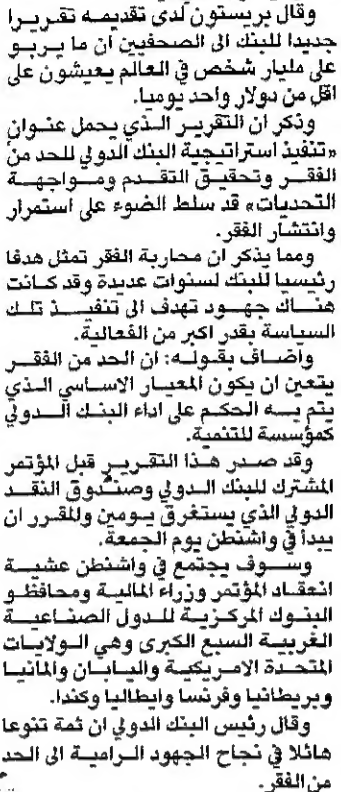 وقال بريستون لدى تقديمه تقريرا
جديدا للبنك الى الصحفيين ان ما يربو
على مليار شخص في العالم يعيشون على
اقل من دولار واحد يوميا.
وذكر ان التقرير الذي يحمل عنوان
«تنفيذ استراتيجية البنك الدولي للحد من
الفقر وتحقيق التقدم ومواجهة
التحديات» قد سلط الضوء على استمرار
وانتشار الفقر.
ومما يذكر ان محاربة الفقر تمثل هدفا
رئيسيا للبنك لسنوات عديدة وقد كانت
هناك جهود تهدف الى تنفيذ تلك
السياسة بقدر اكبر من الفعالية.
واضاف بقوله: ان الحد من الفقر
يتعين ان يكون المعيار الاساسي الذي
يتم به الحكم على اداء البنك الدولي
كمؤسسة للتنمية.
وقد صدر هذا التقرير قبل المؤتمر
المشترك للبنك الدولي وصندوق النقد
الدولي الذي يستغرق يومين والمقرر ان
يبدأ في واشنطن يوم الجمعة.
وسوف يجتمع في واشنطن عشية
انعقاد المؤتمر وزراء المالية ومحافظو
البنوك المركزية للدول الصناعية
الغربية السبع الكبرى وهي الولايات
المتحدة الامريكية واليابان والمانيا
وبريطانيا وفرنسا وايطاليا وكندا.
وقال رئيس البنك الدولي ان ثمة تنوعا
هائلا في نجاح الجهود الرامية الى الحد
من الفقر.